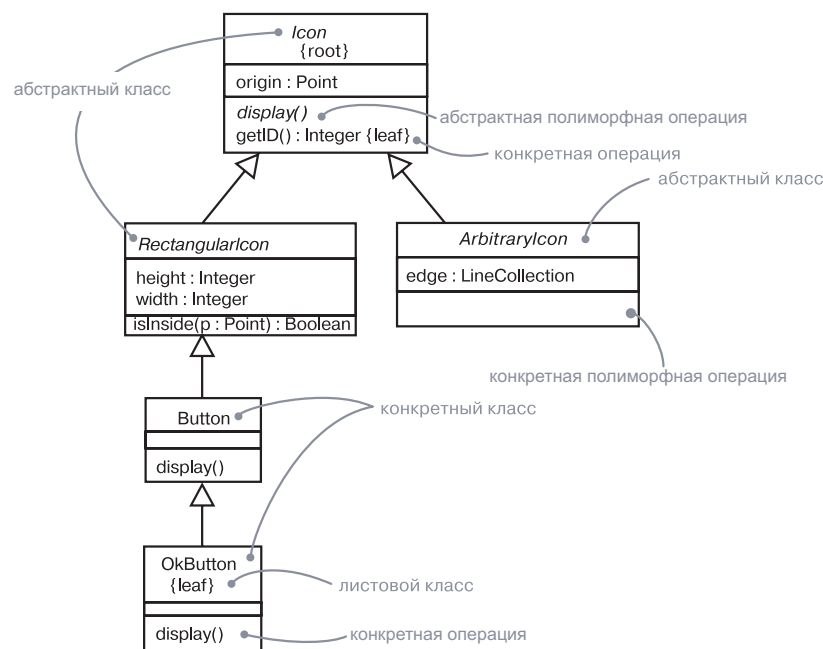 Icon
{root}
абстрактный класс
origin : Point
display()
абстрактная полиморфная операция
getID() : Integer {leaf}
конкретная операция
абстрактный класс
RectangularIcon
ArbitraryIcon
height : Integer
width : Integer
edge : LineCollection
isInside(p : Point) : Boolean
конкретная полиморфная операция
Button
конкретный класс
display()
OkButton
{leaf}
листовой класс
display()
конкретная операция